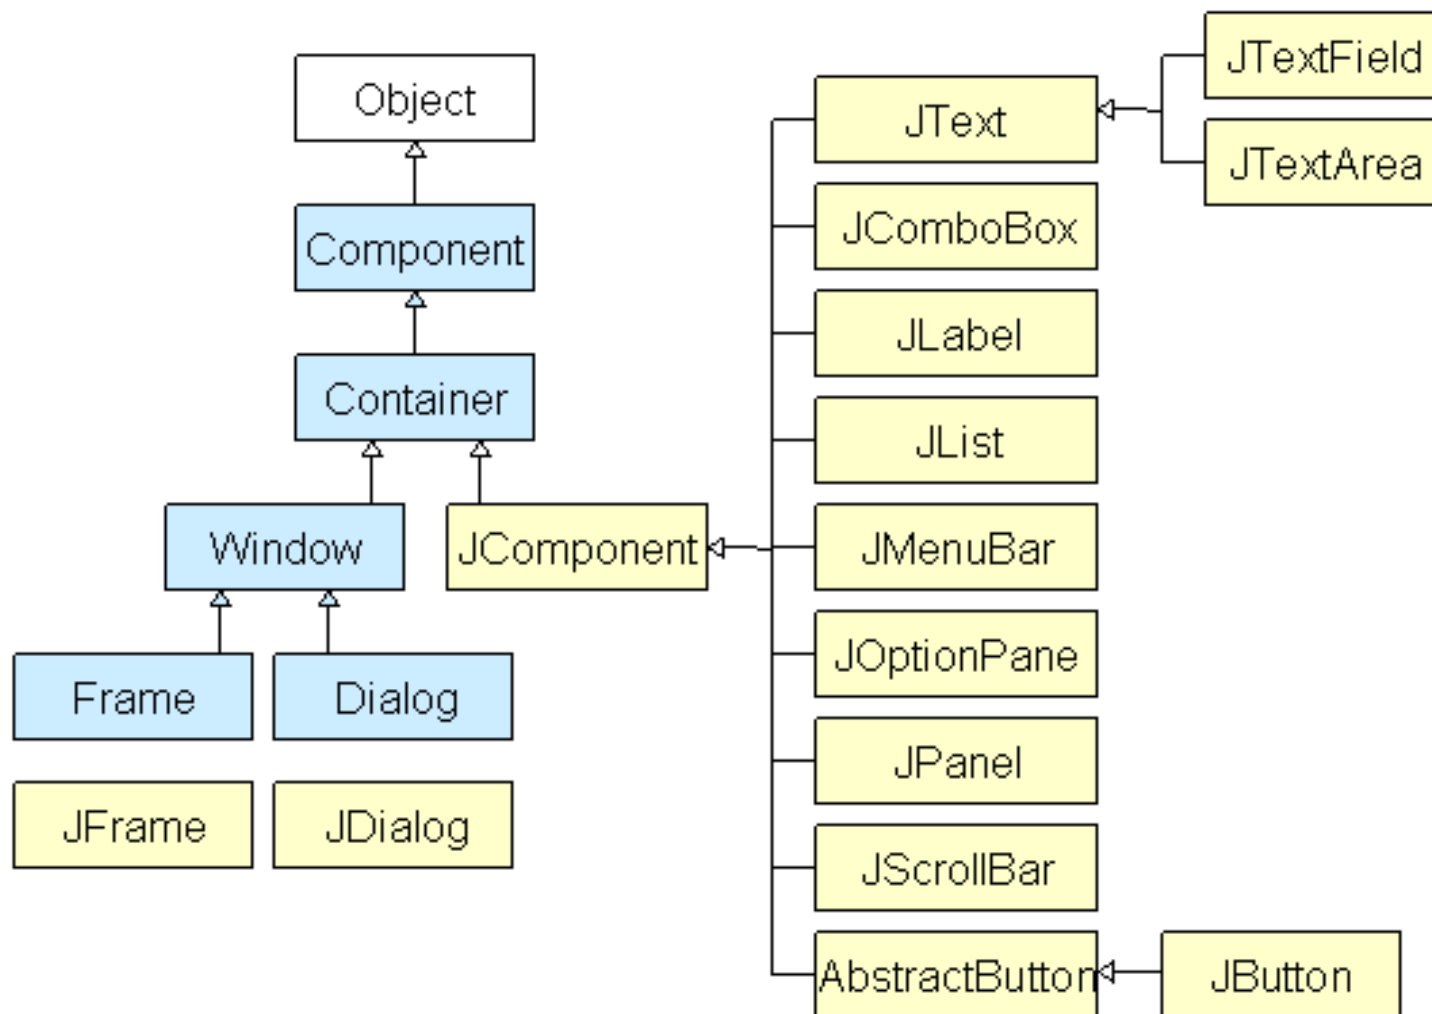 Object
Component
Container
Window
JComponent
Frame
Dialog
JFrame
JDialog
JText
JComboBox
JLabel
JList
JMenuBar
JOptionPane
JPanel
JScrollBar
AbstractButton
JTextField
JTextArea
JButton